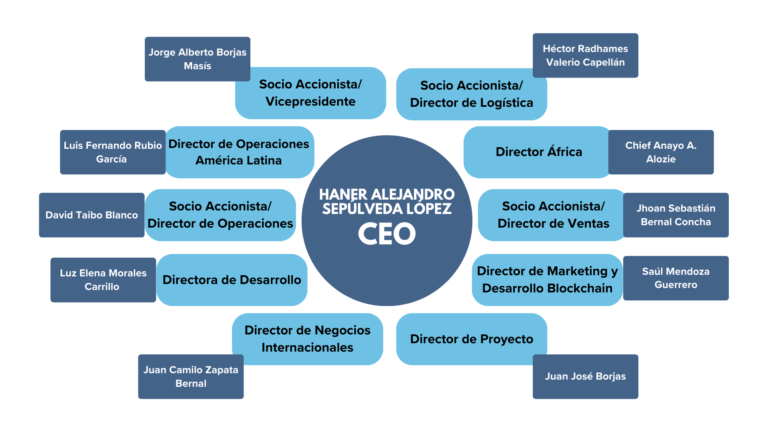 Jorge Alberto Borjas
Masís
Socio Accionista/
Vicepresidente
Héctor Radhames
Valerio Capellán
Socio Accionista/
Director de Logística
Luis Fernando Rubio
García
Director de Operaciones
América Latina
Director África
Chief Anayo A.
Alozie
HANER ALEJANDRO
SEPÚLVEDA LÓPEZ
CEO
David Taibo Blanco
Socio Accionista/
Director de Operaciones
Socio Accionista/
Director de Ventas
Jhoan Sebastián
Bernal Concha
Luz Elena Morales
Carrillo
Directora de Desarrollo
Director de Marketing y
Desarrollo Blockchain
Saúl Mendoza
Guerrero
Director de Negocios
Internacionales
Juan Camilo Zapata
Bernal
Director de Proyecto
Juan José Borjas